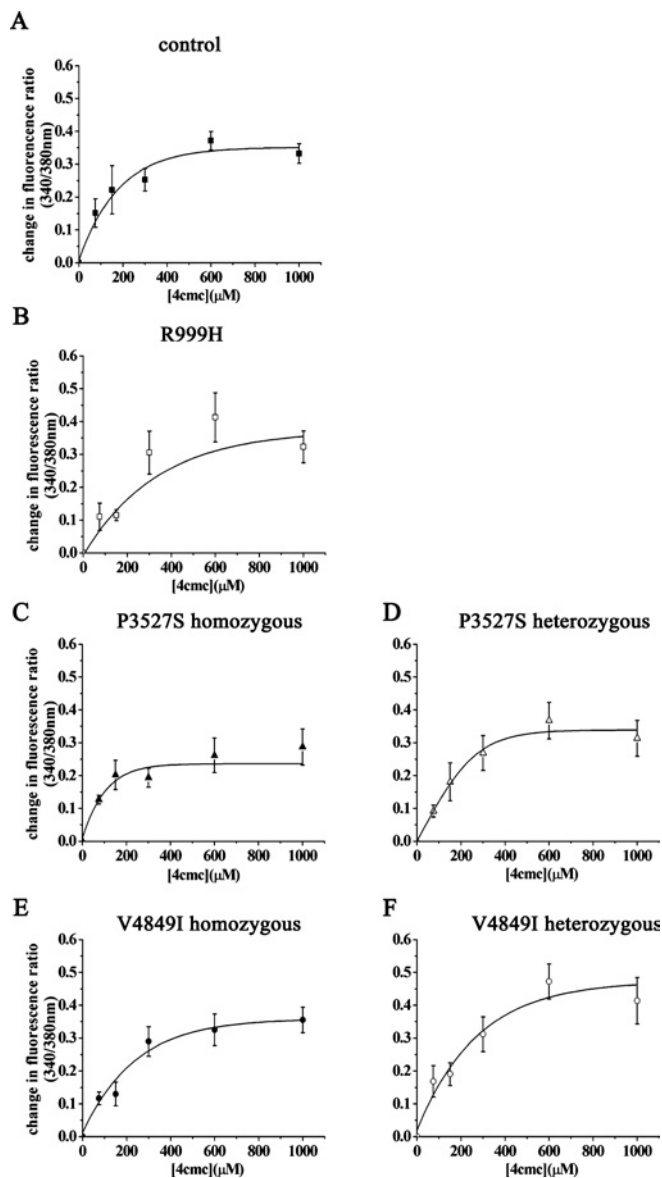 A
control
change in fluorescence ratio
(340/380nm)
0.6
0.5
0.4
0.3
0.2
0.1
0.0
0 200 400 600 800 1000
[4cmc](μM)
B
R999H
change in fluorescence ratio
(340/380nm)
0.6
0.5
0.4
0.3
0.2
0.1
0.0
0 200 400 600 800 1000
[4cmc](μM)
C
P3527S homozygous
change in fluorescence ratio
(340/380nm)
0.6
0.5
0.4
0.3
0.2
0.1
0.0
0 200 400 600 800 1000
[4cmc](μM)
D
P3527S heterozygous
0.6
0.5
0.4
0.3
0.2
0.1
0.0
0 200 400 600 800 1000
[4cmc](μM)
E
V4849I homozygous
change in fluorescence ratio
(340/380nm)
0.6
0.5
0.4
0.3
0.2
0.1
0.0
0 200 400 600 800 1000
[4cmc](μM)
F
V4849I heterozygous
0.6
0.5
0.4
0.3
0.2
0.1
0.0
0 200 400 600 800 1000
[4cmc](μM)